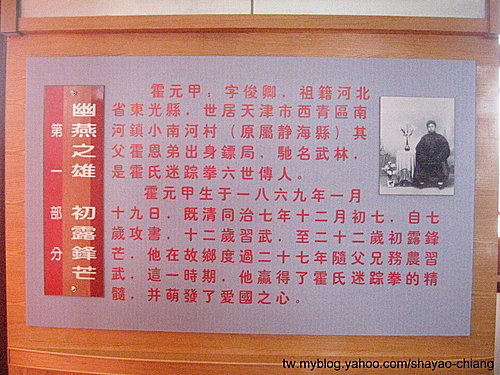 第一部分
幽燕之雄 初露鋒芒
霍元甲；字俊卿，祖籍河北
省東光縣，世居天津市西青區南
河鎮小南河村（原屬靜海縣）其
父霍恩弟出身鏢局，馳名武林，
是霍氏迷踪拳六世傳人。
霍元甲生于一八六九年一月
十九日，既清同治七年十二月初七，自七
歲攻書，十二歲習武，至二十二歲初露鋒
芒，他在故鄉度過二十七年隨父兄務農習
武，這一時期，他贏得了霍氏迷踪拳的精
髓，并萌發了愛國之心。
tw.myblog.yahoo.com/shayao-chiang